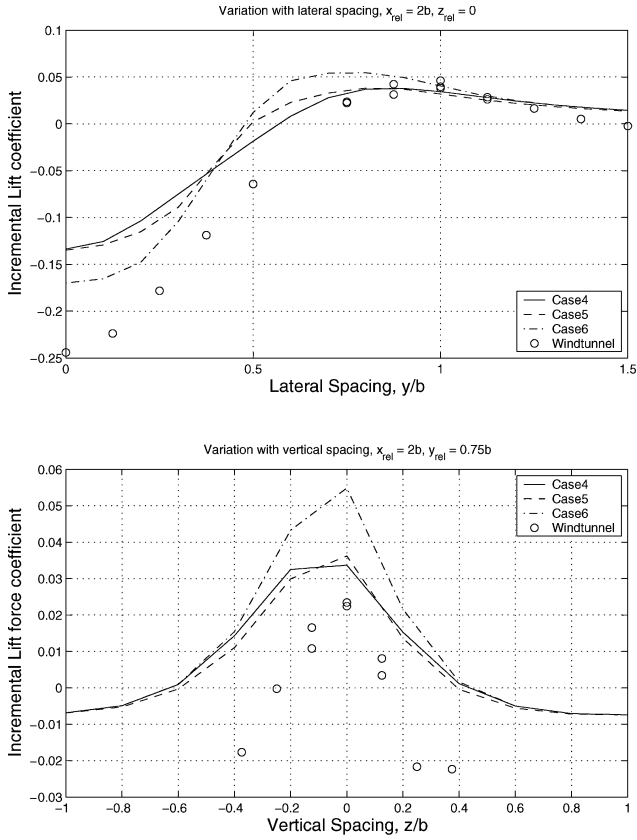 Variation with lateral spacing, x_rel = 2b, z_rel = 0
0.1
0.05
0
−0.05
−0.1
−0.15
−0.2
−0.25
Incremental Lift coefficient
Case4
Case5
Case6
Windtunnel
0 0.5 1 1.5
Lateral Spacing, y/b
Variation with vertical spacing, x_rel = 2b, y_rel = 0.75b
0.06
0.05
0.04
0.03
0.02
0.01
0
−0.01
−0.02
−0.03
Incremental Lift force coefficient
Case4
Case5
Case6
Windtunnel
−1 −0.8 −0.6 −0.4 −0.2 0 0.2 0.4 0.6 0.8 1
Vertical Spacing, z/b